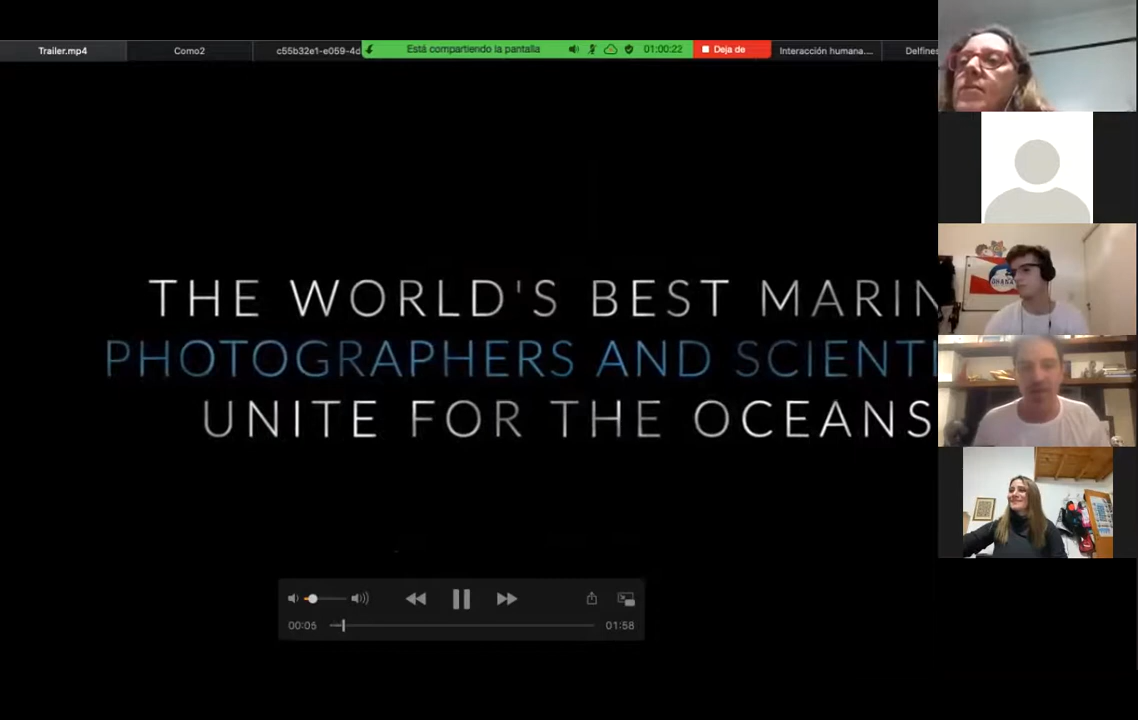 Trailer.mp4
Como2
c55b32e1-e059-4d
Está compartiendo la pantalla
01:00:22
Deja de
Interacción humana....
Delfines
THE WORLD'S BEST MARIN
PHOTOGRAPHERS AND SCIENTI
UNITE FOR THE OCEANS
00:05
01:58